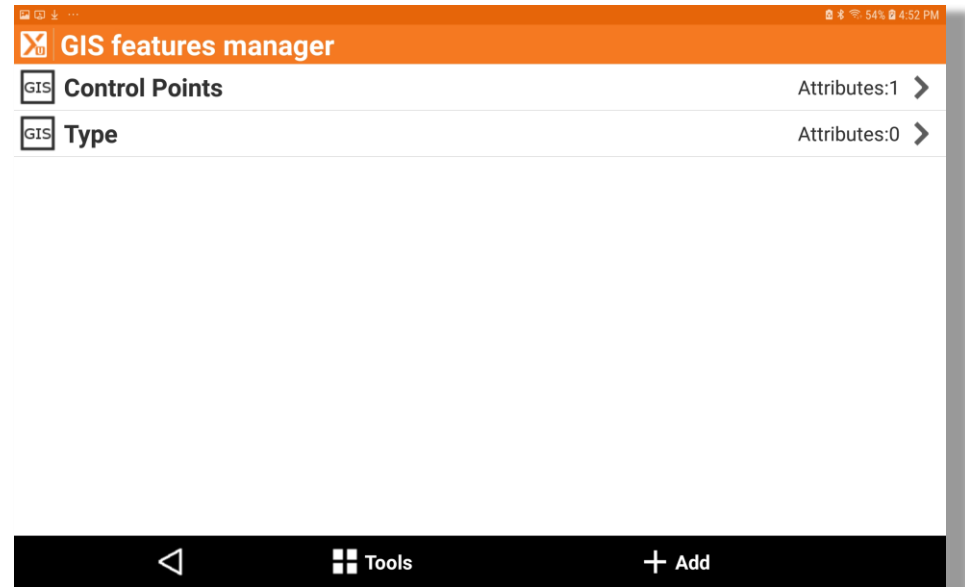 54% 4:52 PM
GIS features manager
GIS Control Points Attributes:1
GIS Type Attributes:0
Tools Add